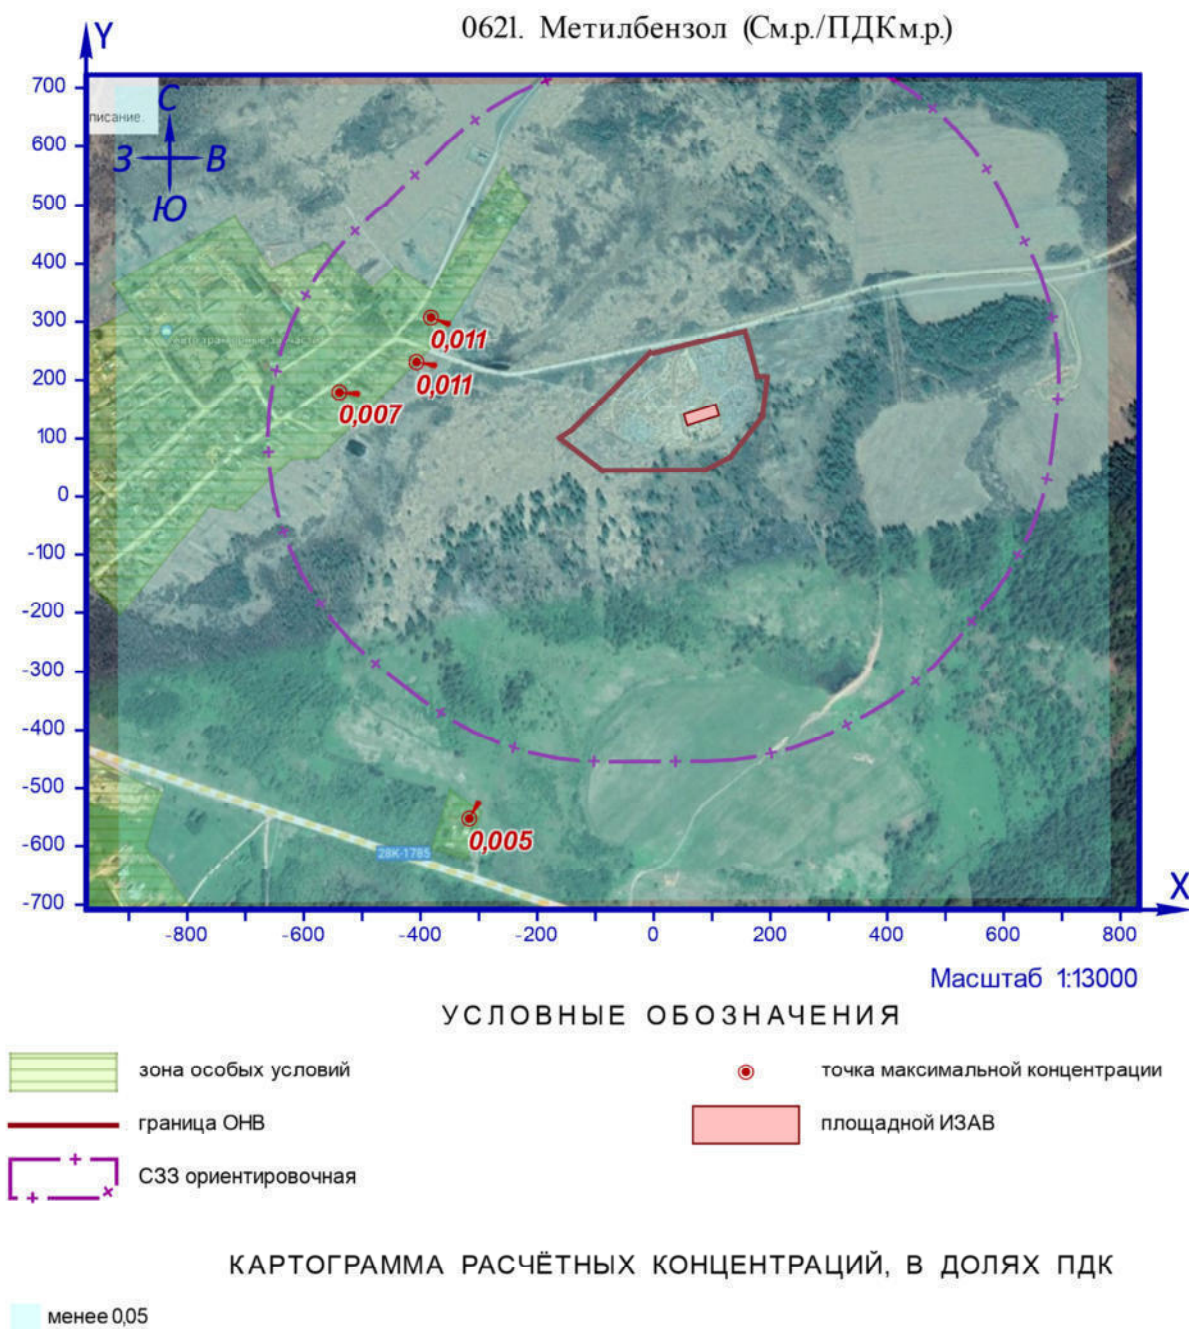 0621. Метилбензол (См.р./ПДКм.р.)
Y
700
600
500
400
300
200
100
0
-100
-200
-300
-400
-500
-600
-700
писание.
С
З
В
Ю
0,011
0,011
0,007
0,005
28К-1785
X
-800
-600
-400
-200
0
200
400
600
800
Масштаб 1:13000
УСЛОВНЫЕ ОБОЗНАЧЕНИЯ
зона особых условий
точка максимальной концентрации
граница ОНВ
площадной ИЗАВ
СЗЗ ориентировочная
КАРТОГРАММА РАСЧЁТНЫХ КОНЦЕНТРАЦИЙ, В ДОЛЯХ ПДК
менее 0,05